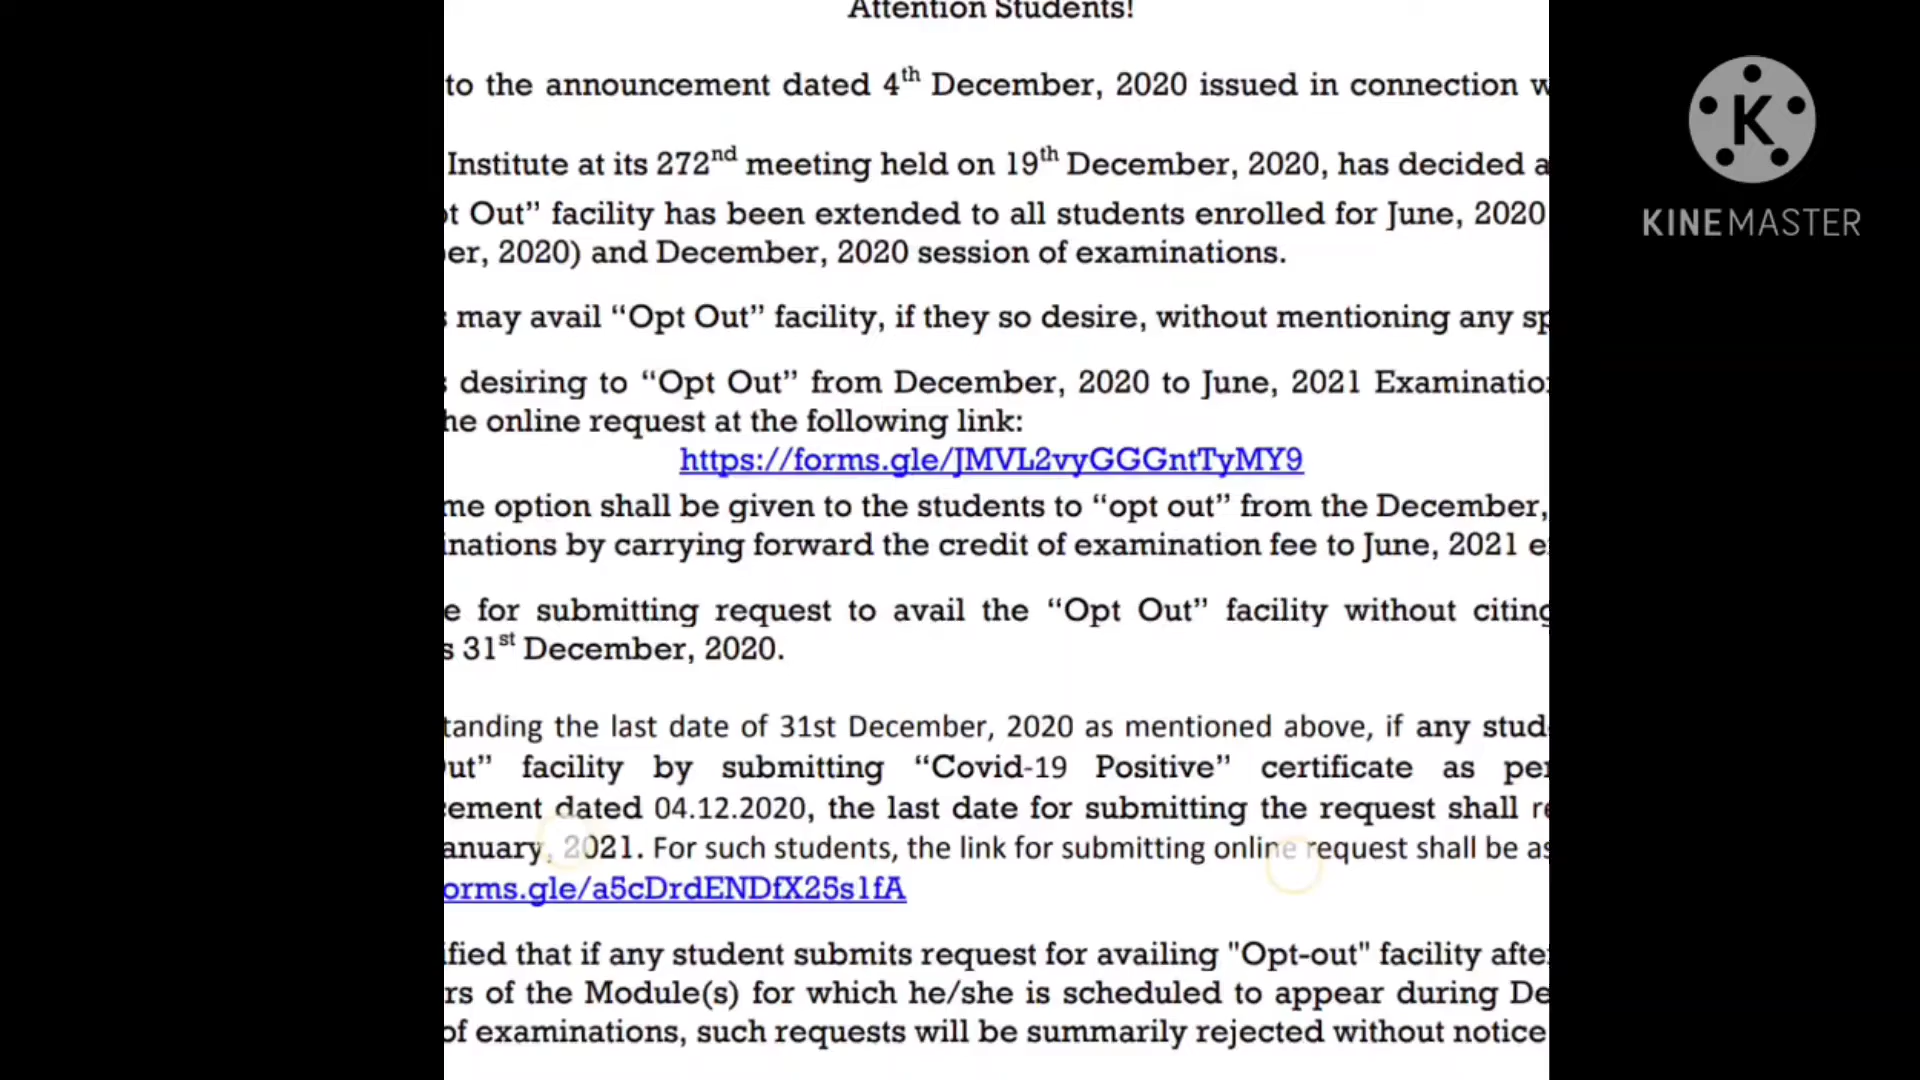 Attention Students!
to the announcement dated 4th December, 2020 issued in connection
Institute at its 272nd meeting held on 19th December, 2020, has decided
Out” facility has been extended to all students enrolled for June, 2020
er, 2020) and December, 2020 session of examinations.
may avail “Opt Out” facility, if they so desire, without mentioning any
desiring to “Opt Out” from December, 2020 to June, 2021
online request at the following link:
https://forms.gle/JMVL2vyGGGntTyMY9
me option shall be given to the students to “opt out” from the December,
inations by carrying forward the credit of examination fee to June, 2021
e for submitting request to avail the “Opt Out” facility without
31st December, 2020.
tanding the last date of 31st December, 2020 as mentioned above, if any
ut” facility by submitting “Covid-19 Positive” certificate as
cement dated 04.12.2020, the last date for submitting the request shall
anuary, 2021. For such students, the link for submitting online request shall be as
orms.gle/a5cDrdENDfX25s1fA
ified that if any student submits request for availing "Opt-out" facility
rs of the Module(s) for which he/she is scheduled to appear during De
of examinations, such requests will be summarily rejected without notice
K
KINEMASTER